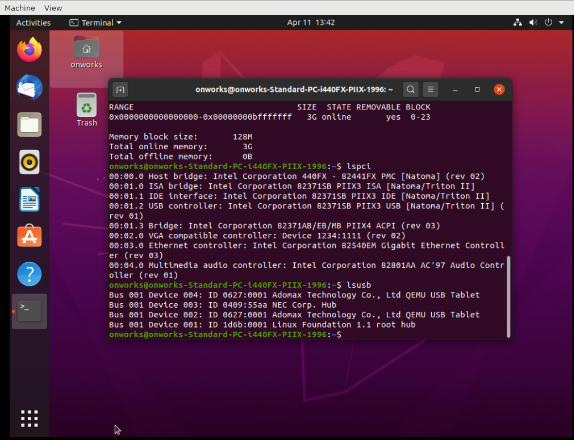 Machine View
Activities Terminal Apr 11 13:42
onworks
Trash
onworks@onworks-Standard-PC-i440FX-PIIX-1996: ~
RANGE SIZE STATE REMOVABLE BLOCK
0x0000000000000000-0x00000000bfffffff 3G online yes 0-23
Memory block size: 128M
Total online memory: 3G
Total offline memory: 0B
onworks@onworks-Standard-PC-i440FX-PIIX-1996:~$ lspci
00:00.0 Host bridge: Intel Corporation 440FX - 82441FX PMC [Natoma] (rev 02)
00:01.0 ISA bridge: Intel Corporation 82371SB PIIX3 ISA [Natoma/Triton II]
00:01.1 IDE interface: Intel Corporation 82371SB PIIX3 IDE [Natoma/Triton II]
00:01.2 USB controller: Intel Corporation 82371SB PIIX3 USB [Natoma/Triton II] (
rev 01)
00:01.3 Bridge: Intel Corporation 82371AB/EB/MB PIIX4 ACPI (rev 03)
00:02.0 VGA compatible controller: Device 1234:1111 (rev 02)
00:03.0 Ethernet controller: Intel Corporation 82540EM Gigabit Ethernet Controll
er (rev 03)
00:04.0 Multimedia audio controller: Intel Corporation 82801AA AC'97 Audio Contr
oller (rev 01)
onworks@onworks-Standard-PC-i440FX-PIIX-1996:~$ lsusb
Bus 001 Device 004: ID 0627:0001 Adomax Technology Co., Ltd QEMU USB Tablet
Bus 001 Device 003: ID 0409:55aa NEC Corp. Hub
Bus 001 Device 002: ID 0627:0001 Adomax Technology Co., Ltd QEMU USB Tablet
Bus 001 Device 001: ID 1d6b:0001 Linux Foundation 1.1 root hub
onworks@onworks-Standard-PC-i440FX-PIIX-1996:~$